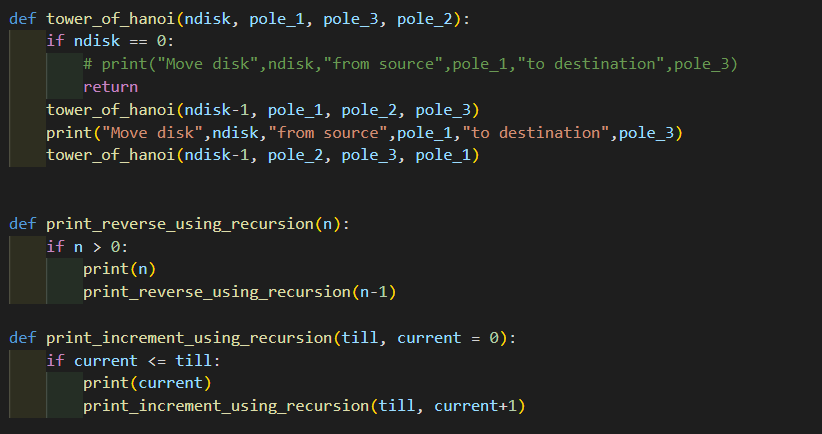 def tower_of_hanoi(ndisk, pole_1, pole_3, pole_2):
    if ndisk == 0:
        # print("Move disk",ndisk,"from source",pole_1,"to destination",pole_3)
        return
    tower_of_hanoi(ndisk-1, pole_1, pole_2, pole_3)
    print("Move disk",ndisk,"from source",pole_1,"to destination",pole_3)
    tower_of_hanoi(ndisk-1, pole_2, pole_3, pole_1)
def print_reverse_using_recursion(n):
    if n > 0:
        print(n)
        print_reverse_using_recursion(n-1)
def print_increment_using_recursion(till, current = 0):
    if current <= till:
        print(current)
        print_increment_using_recursion(till, current+1)